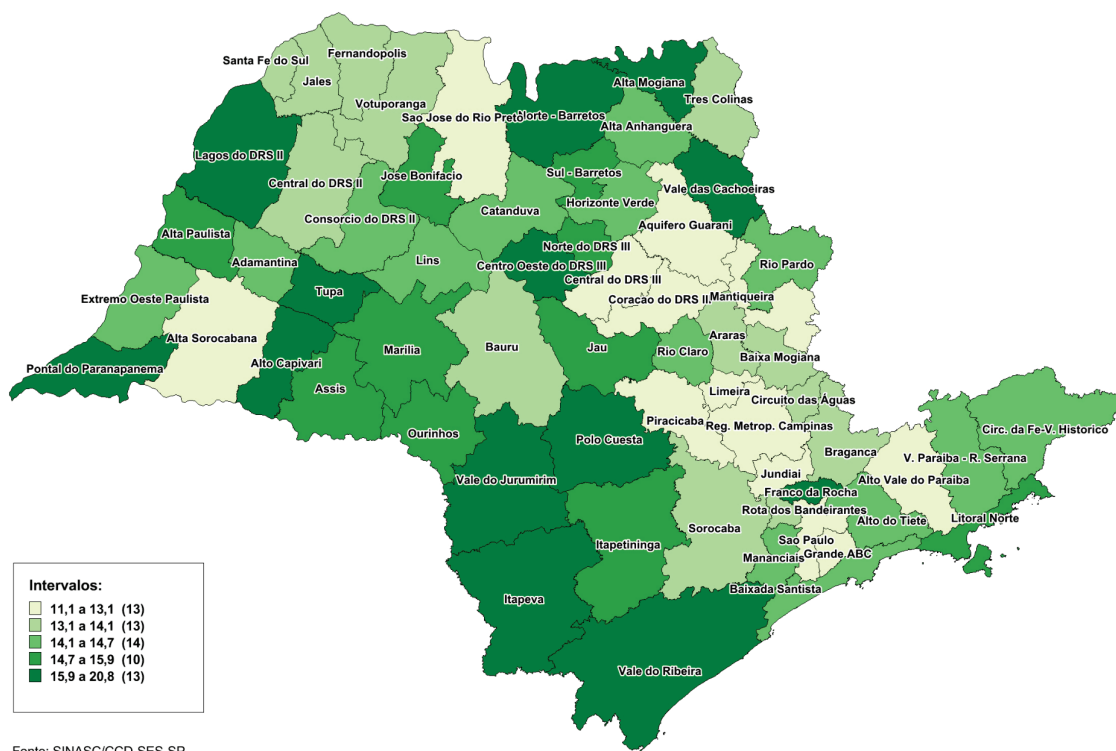 Fernandopolis
Santa Fe do Sul
Jales
Votuporanga
Sao Jose do Rio Preto
Norte - Barretos
Alta Mogiana
Tres Colinas
Alta Anhanguera
Lagos do DRS II
Central do DRS II
Jose Bonifacio
Sul - Barretos
Vale das Cachoeiras
Consorcio do DRS II
Catanduva
Horizonte Verde
Aquifero Guarani
Alta Paulista
Adamantina
Lins
Norte do DRS III
Centro Oeste do DRS III
Central do DRS III
Rio Pardo
Tupa
Extremo Oeste Paulista
Coracao do DRS II
Mantiqueira
Alta Sorocabana
Marilia
Bauru
Jau
Araras
Rio Claro
Baixa Mogiana
Pontal do Paranapanema
Alto Capivari
Assis
Limeira
Circuito das Águas
Piracicaba
Reg. Metrop. Campinas
Circ. da Fe-V. Historico
Ourinhos
Polo Cuesta
Braganca
V. Paraiba - R. Serrana
Vale do Jurumirim
Jundiai
Alto Vale do Paraiba
Franco da Rocha
Rota dos Bandeirantes
Sorocaba
Alto do Tiete
Litoral Norte
Itapetininga
Sao Paulo
Mananciais
Grande ABC
Baixada Santista
Itapeva
Vale do Ribeira
Intervalos:
11,1 a 13,1 (13)
13,1 a 14,1 (13)
14,1 a 14,7 (14)
14,7 a 15,9 (10)
15,9 a 20,8 (13)
Fonte: SINASC/CCD-SES-SP